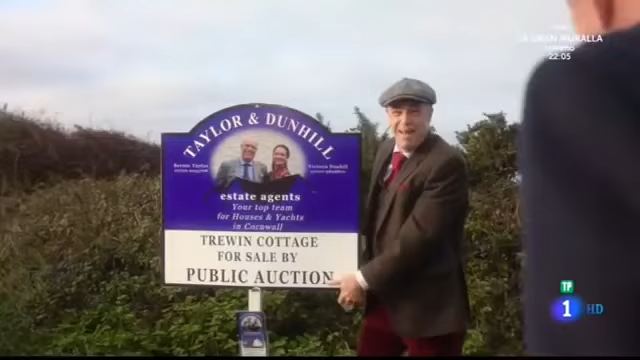 LA GRAN MURALLA
22:05
TAYLOR & DUNHILL
Bernie Taylor
Victoria Dunhill
estate agents
Your top team
for Houses & Yachts
in Cornwall
TREWIN COTTAGE
FOR SALE BY
PUBLIC AUCTION
TP
1 HD